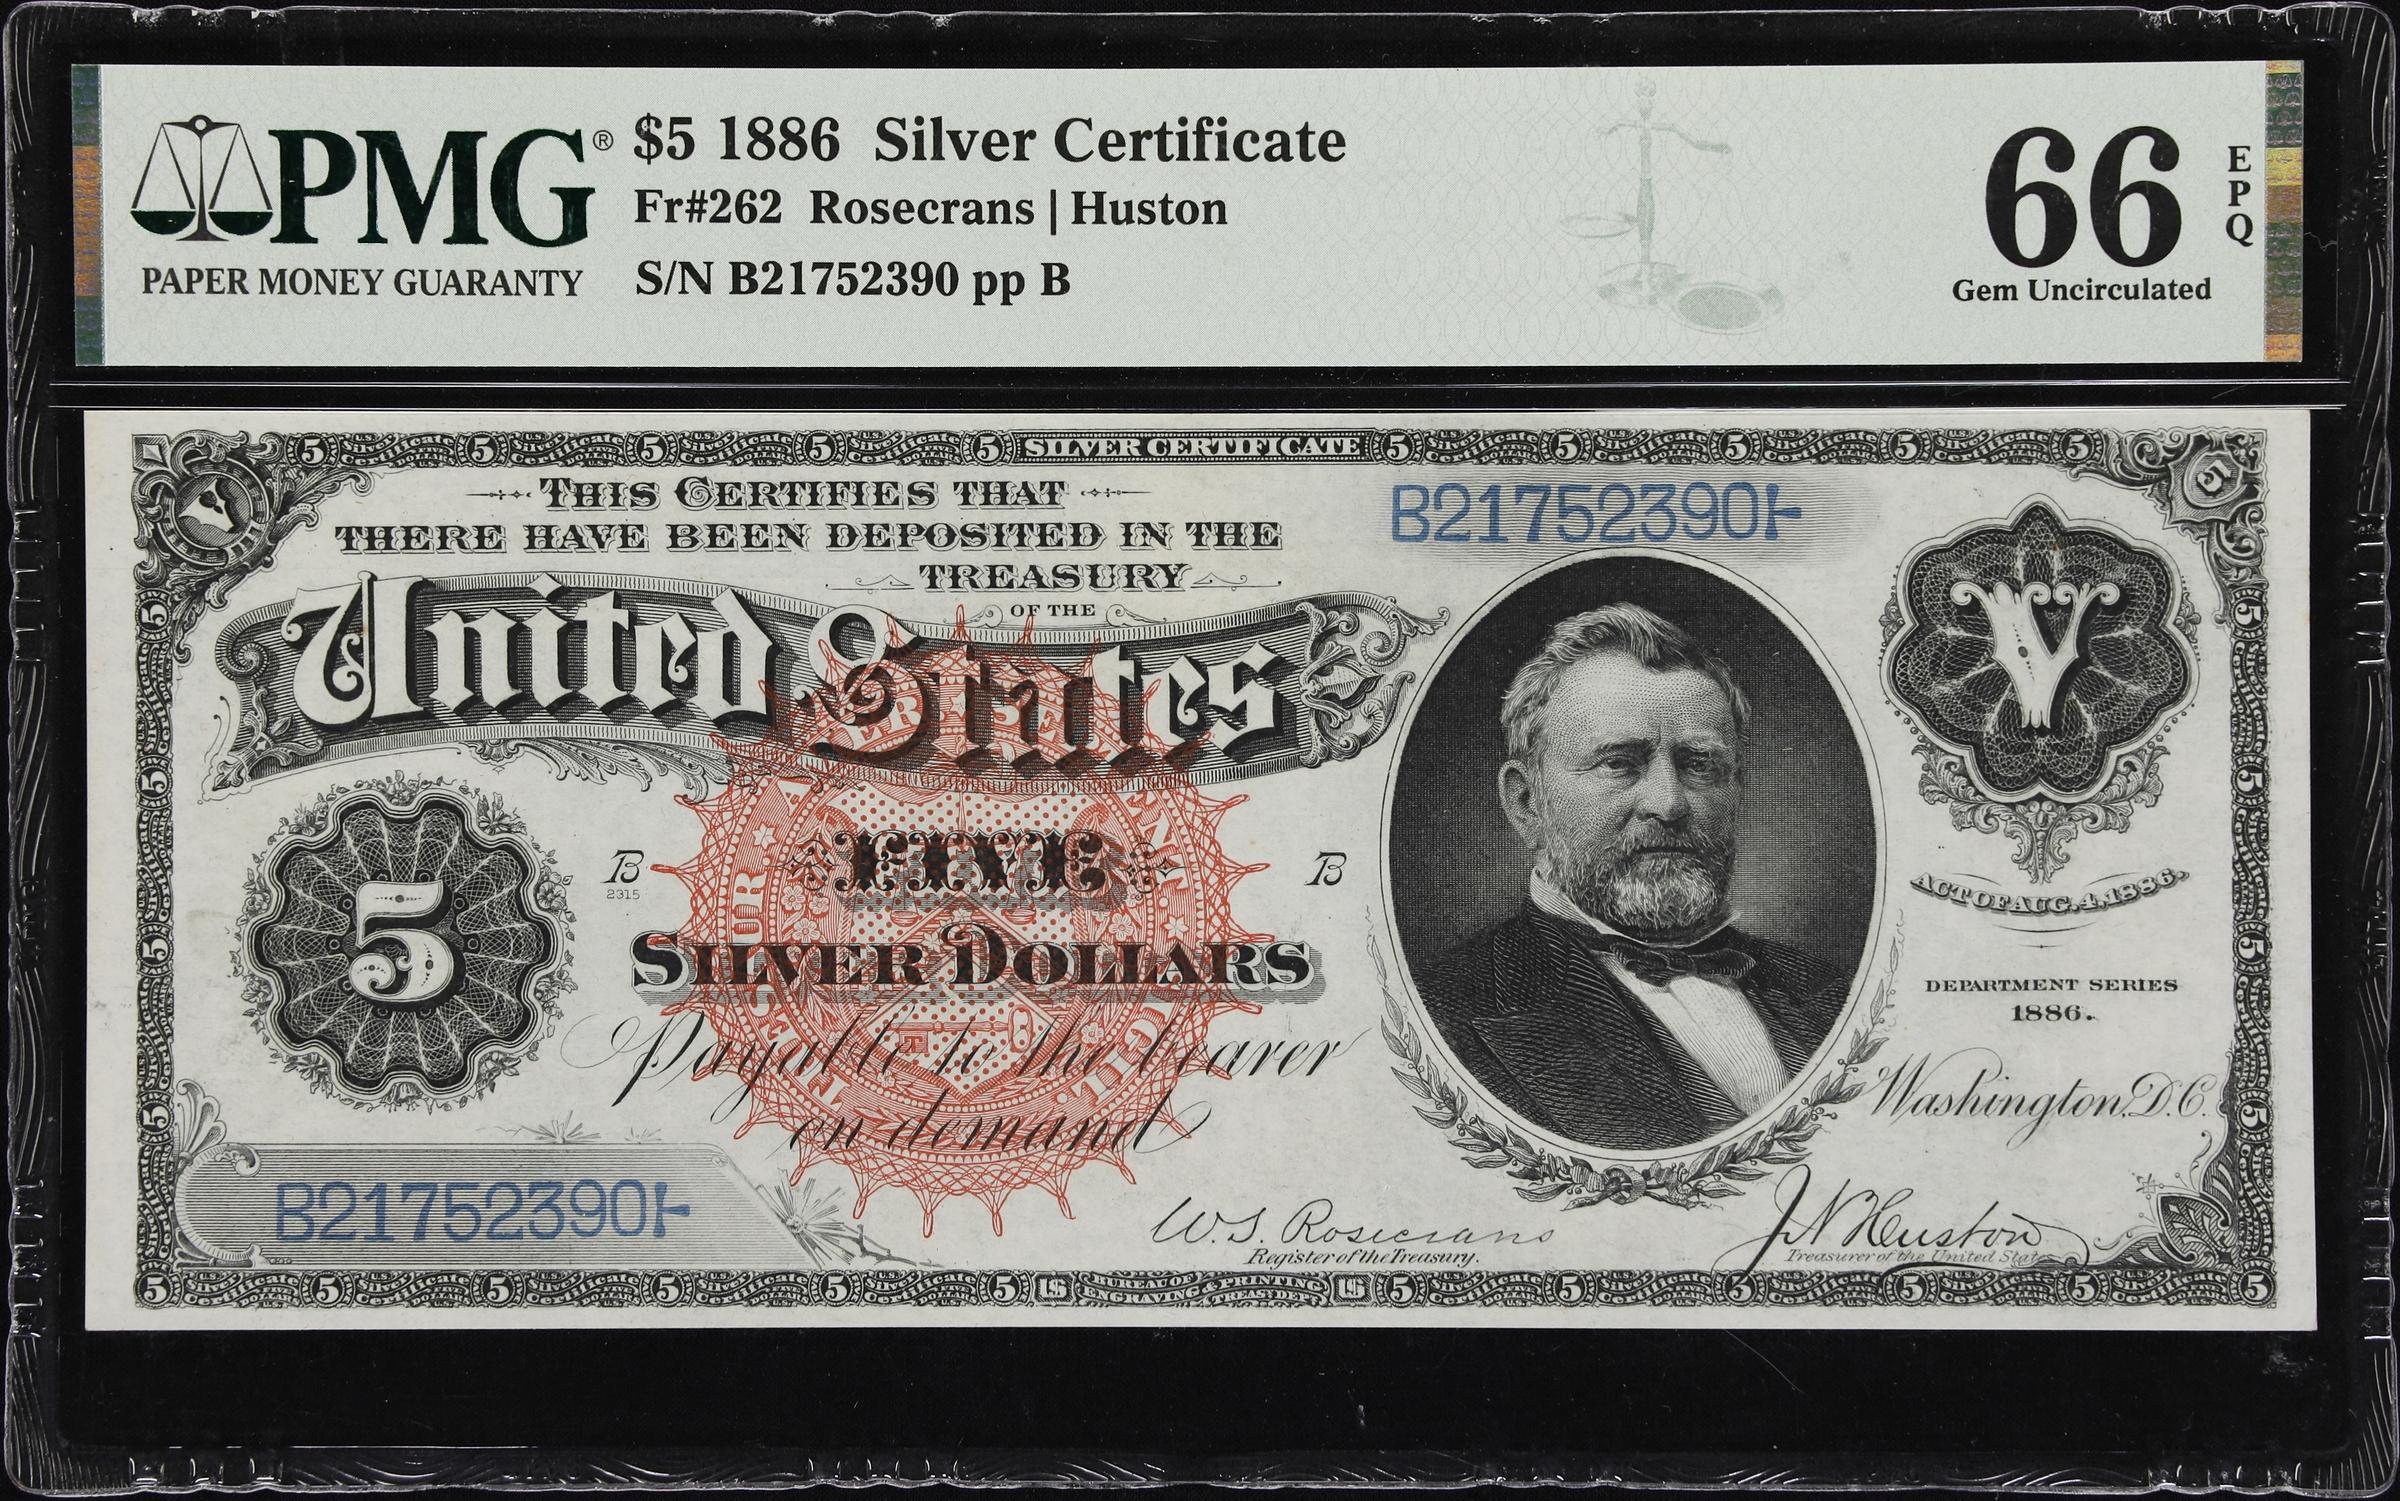 PMG®
PAPER MONEY GUARANTY
$5 1886 Silver Certificate
Fr#262 Rosecrans | Huston
S/N B21752390 pp B
66
EPQ
Gem Uncirculated
SILVER CERTIFICATE
THIS CERTIFIES THAT
THERE HAVE BEEN DEPOSITED IN THE
TREASURY
OF THE
United States
B21752390
V
5
B
2315
FIVE
B
SILVER DOLLARS
Payable to the bearer
on demand
ACT OF AUG. 4, 1886.
DEPARTMENT SERIES
1886.
Washington, D.C.
B21752390
W.S. Rosecrans
Register of the Treasury.
J N Huston
Treasurer of the United States
BUREAU OF ENGRAVING & PRINTING TREAS. DEPT.